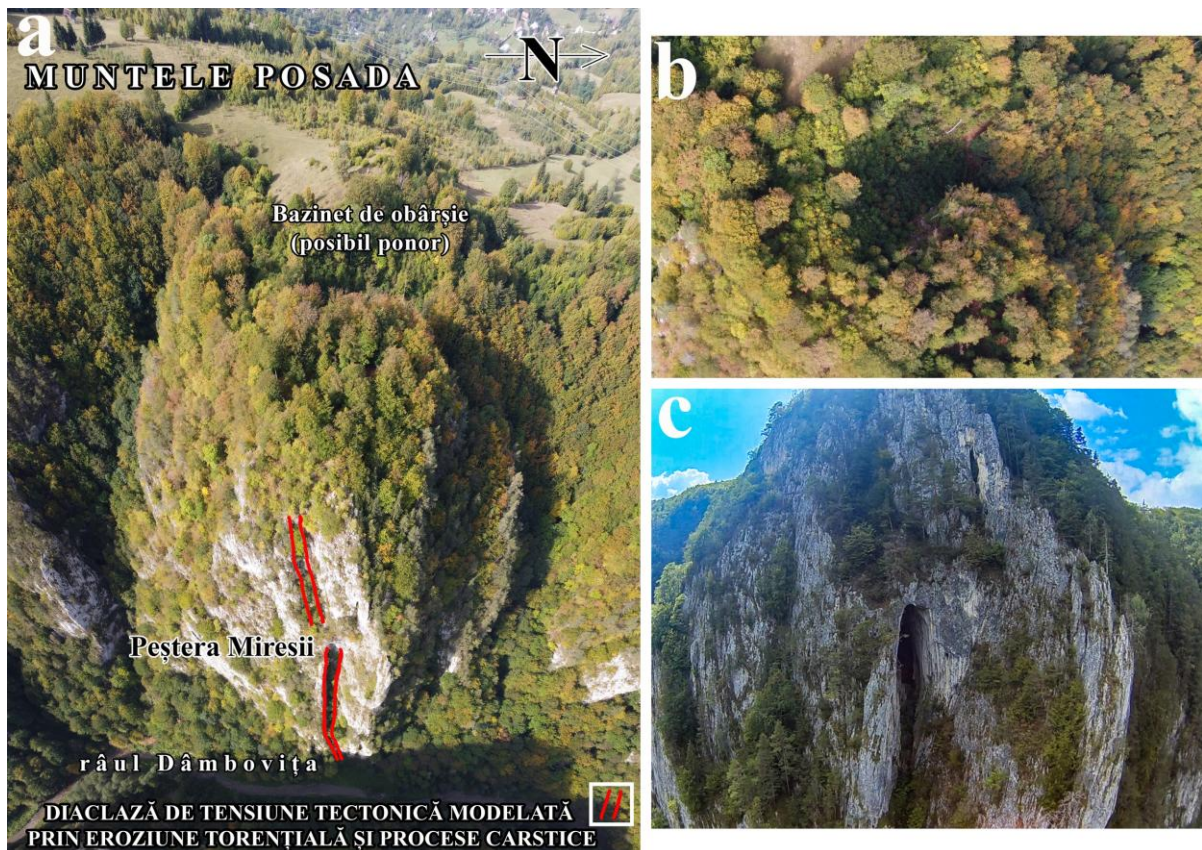 a
N
MUNTELE POSADA
Bazinet de obârșie
(posibil ponor)
Peștera Miresii
râul Dâmbovița
DIACLAZĂ DE TENSIUNE TECTONICĂ MODELATĂ
PRIN EROZIUNE TORENȚIALĂ ȘI PROCESE CARSTICE
b
c